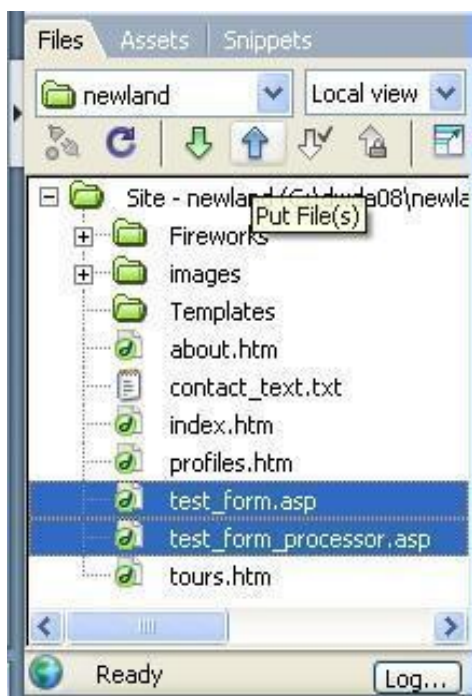 Files Assets Snippets
newland Local view
Site - newland (C:\dwda08\newla
Put File(s)
Fireworks
images
Templates
about.htm
contact_text.txt
index.htm
profiles.htm
test_form.asp
test_form_processor.asp
tours.htm
Ready Log...